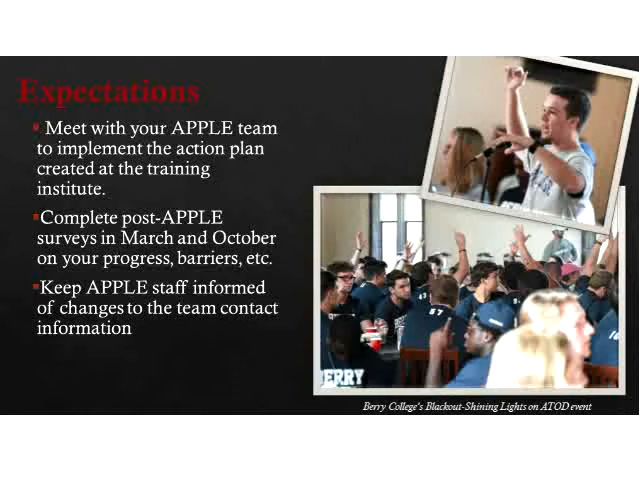 Expectations
Meet with your APPLE team
to implement the action plan
created at the training
institute.
Complete post-APPLE
surveys in March and October
on your progress, barriers, etc.
Keep APPLE staff informed
of changes to the team contact
information
57
ERRY
Berry College's Blackout-Shining Lights on ATOD event